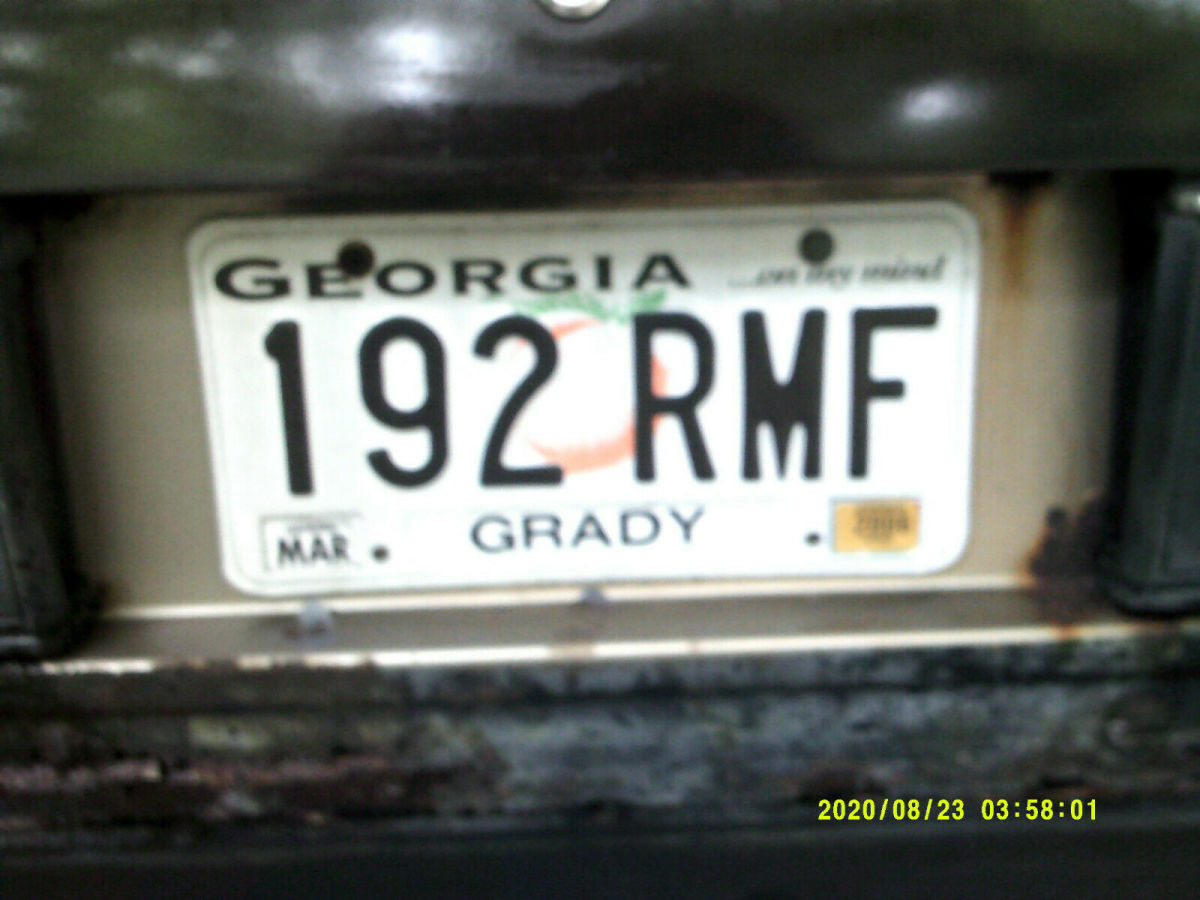 GEORGIA ...on my mind
192 RMF
MAR GRADY
2020/08/23 03:58:01